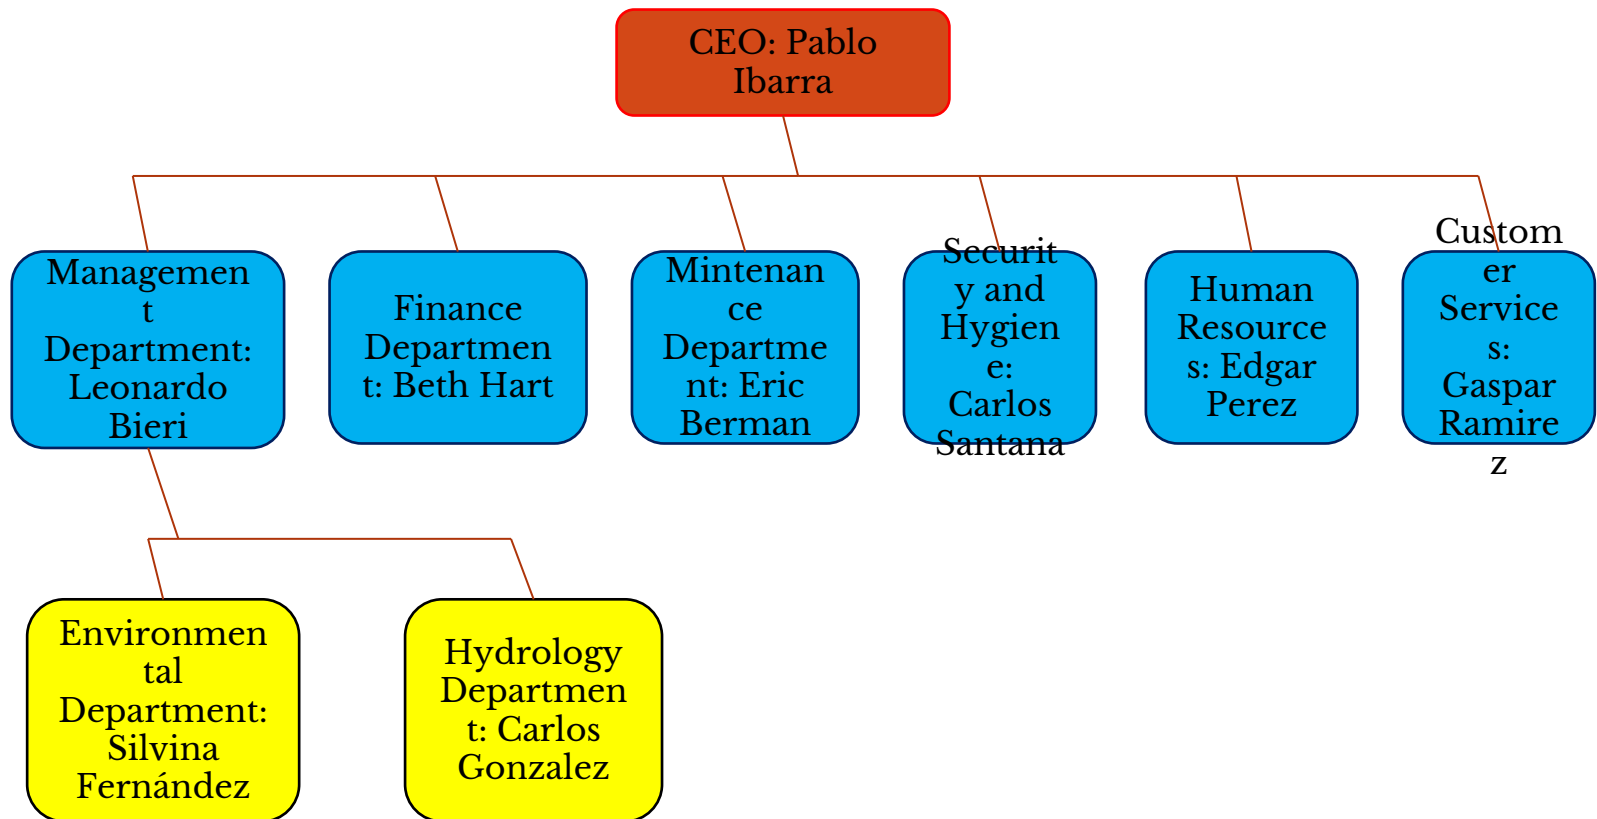 CEO: Pablo
Ibarra
Managemen
t
Department:
Leonardo
Bieri
Finance
Departmen
t: Beth Hart
Mintenan
ce
Departme
nt: Eric
Berman
Securit
y and
Hygien
e:
Carlos
Santana
Human
Resource
s: Edgar
Perez
Custom
er
Service
s:
Gaspar
Ramire
z
Environmen
tal
Department:
Silvina
Fernández
Hydrology
Departmen
t: Carlos
Gonzalez